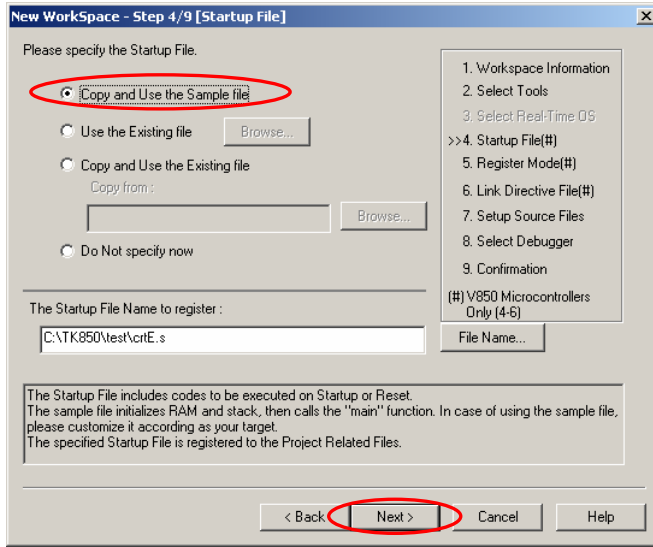 New WorkSpace - Step 4/9 [Startup File]
Please specify the Startup File.
Copy and Use the Sample file
Use the Existing file
Browse...
Copy and Use the Existing file
Copy from :
Browse...
Do Not specify now
1. Workspace Information
2. Select Tools
3. Select Real-Time OS
>>4. Startup File(#)
5. Register Mode(#)
6. Link Directive File(#)
7. Setup Source Files
8. Select Debugger
9. Confirmation
(#) V850 Microcontrollers
Only (4-6)
The Startup File Name to register :
C:\TK850\test\crtE.s
File Name...
The Startup File includes codes to be executed on Startup or Reset.
The sample file initializes RAM and stack, then calls the "main" function. In case of using the sample file,
please customize it according as your target.
The specified Startup File is registered to the Project Related Files.
< Back
Next >
Cancel
Help